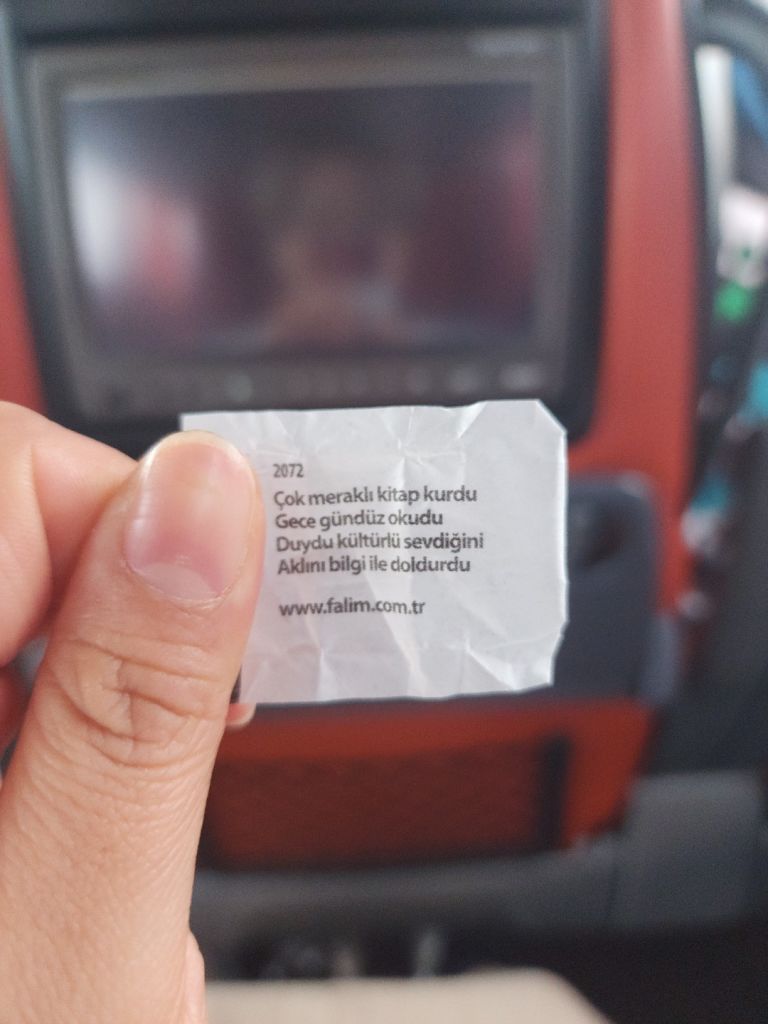 2072
Çok meraklı kitap kurdu
Gece gündüz okudu
Duydu kültürlü sevdiğini
Aklını bilgi ile doldurdu
www.falim.com.tr